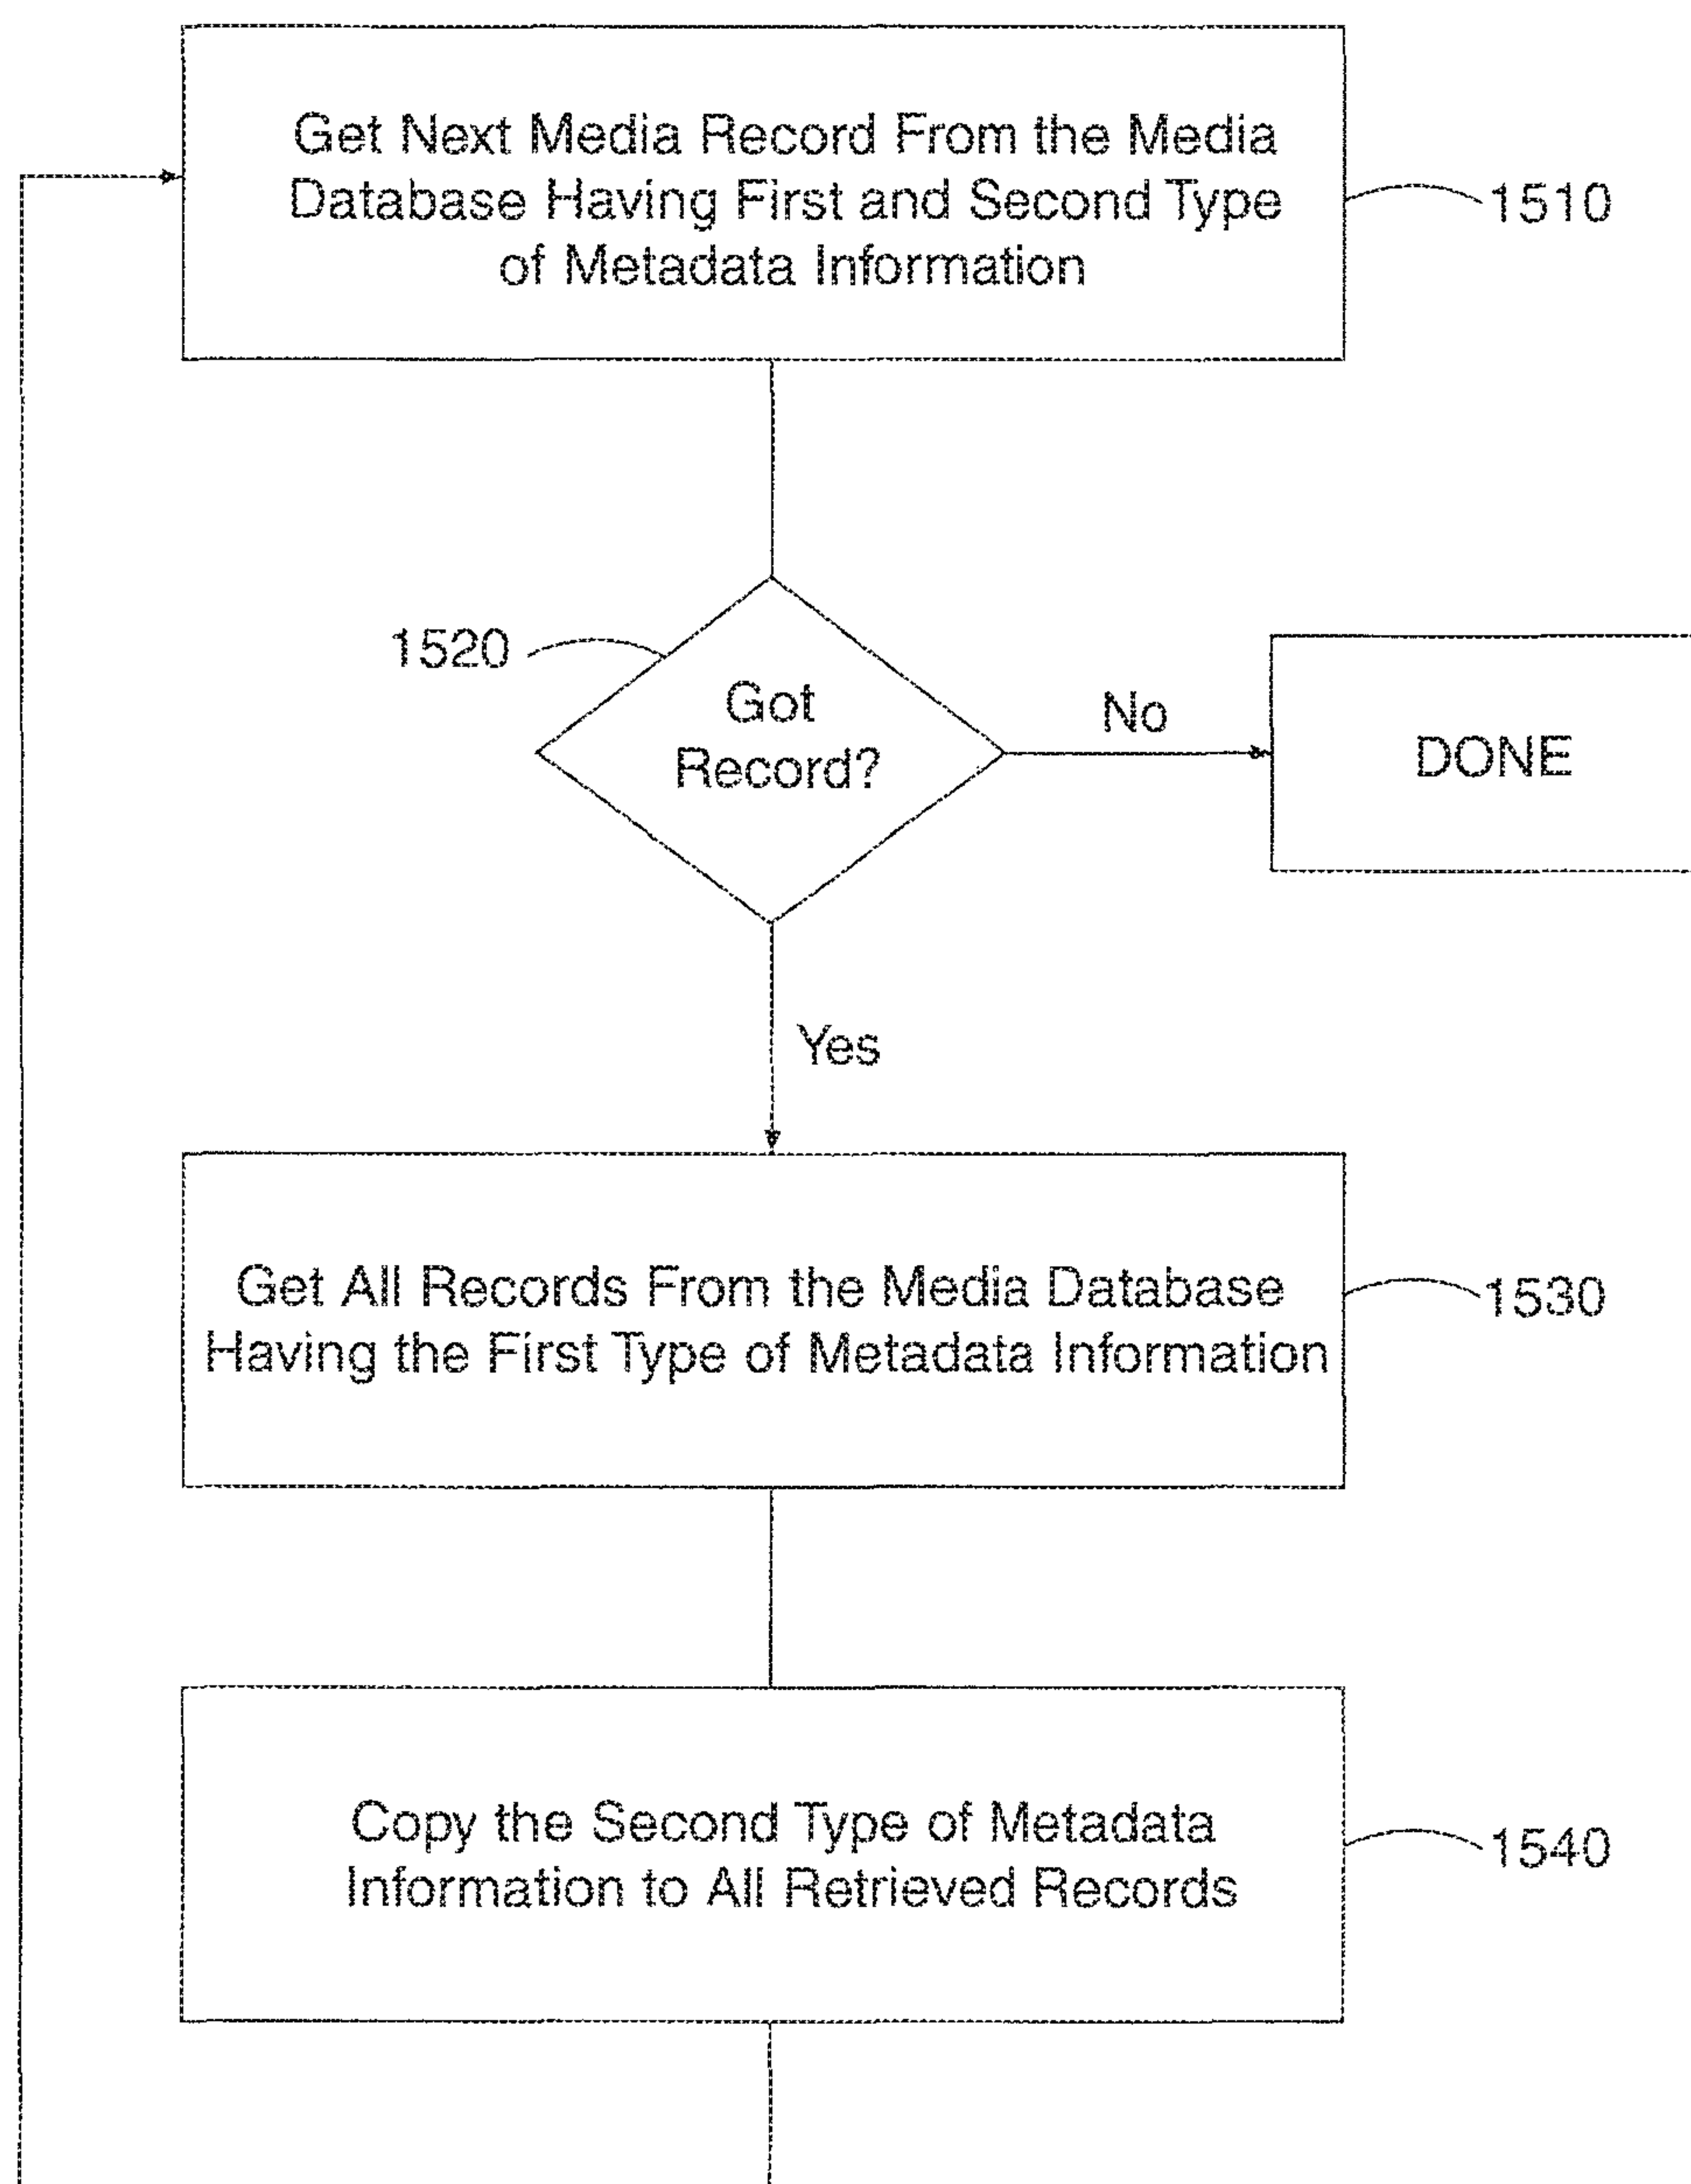 Get Next Media Record From the Media
Database Having First and Second Type
of Metadata Information
1510
1520
Got
Record?
No
DONE
Yes
Get All Records From the Media Database
Having the First Type of Metadata Information
1530
Copy the Second Type of Metadata
Information to All Retrieved Records
1540